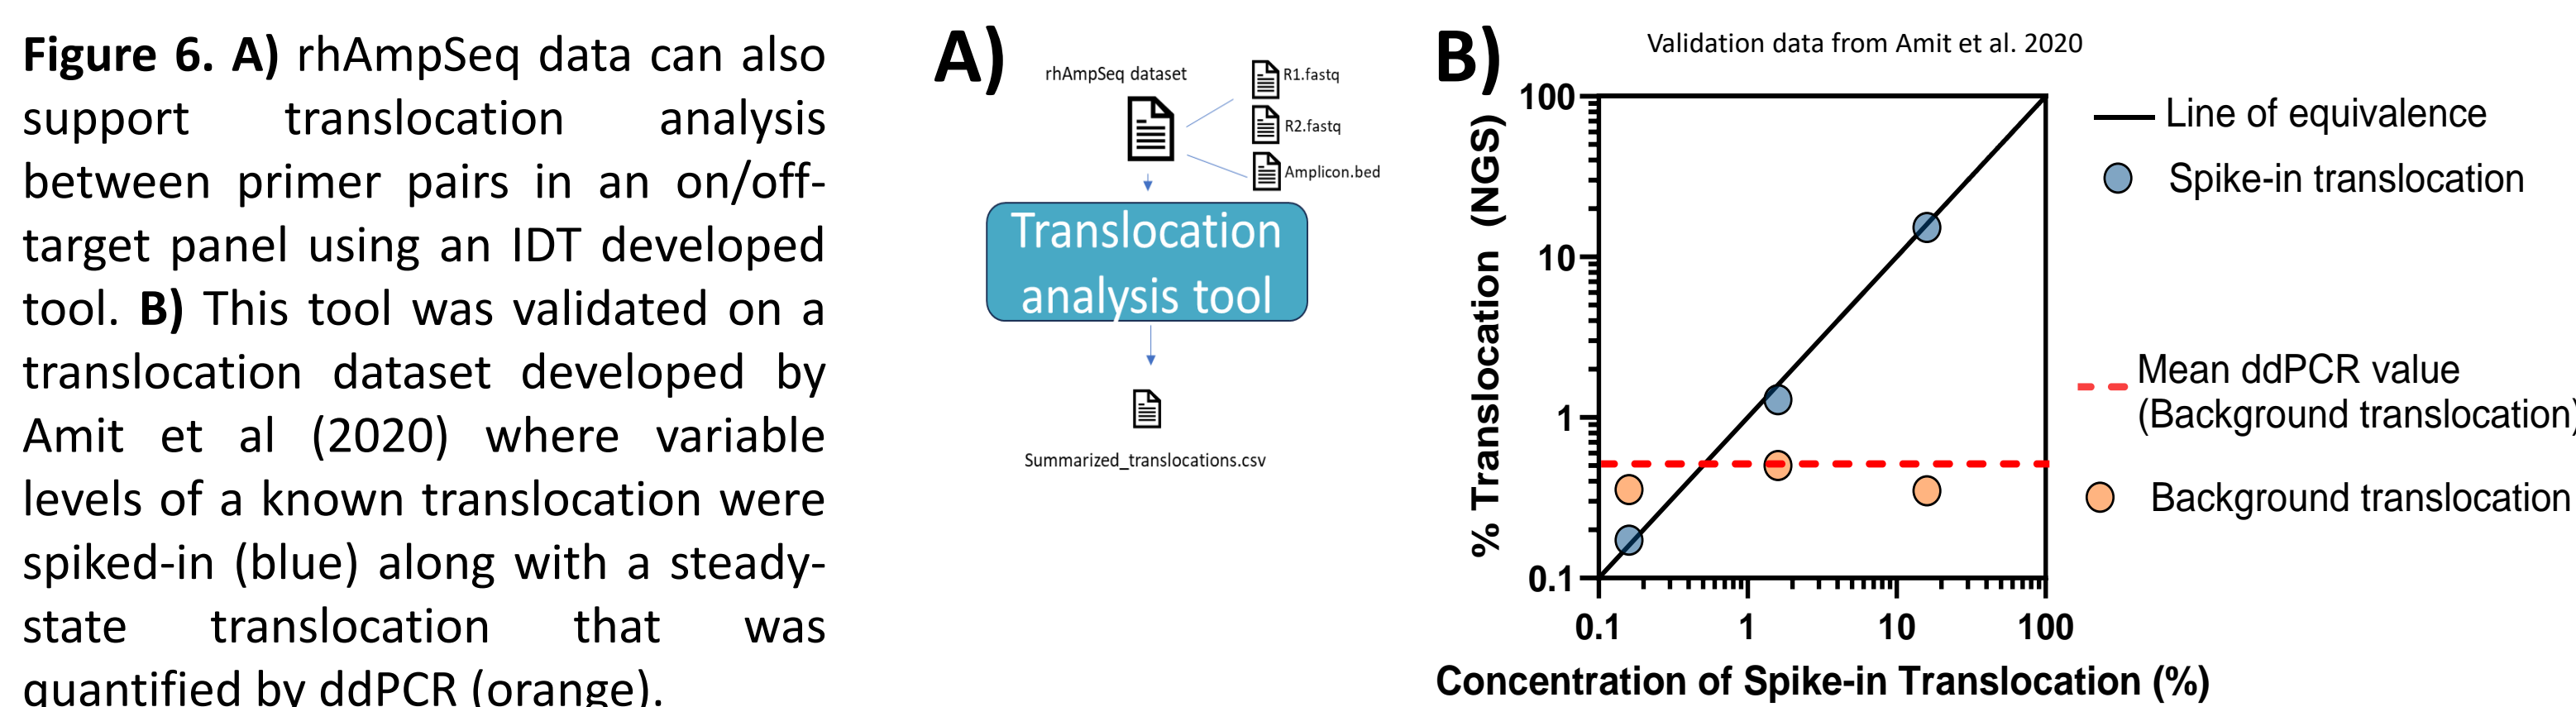 Figure 6. A) rhAmpSeq data can also
support translocation analysis
between primer pairs in an on/off-
target panel using an IDT developed
tool. B) This tool was validated on a
translocation dataset developed by
Amit et al (2020) where variable
levels of a known translocation were
spiked-in (blue) along with a steady-
state translocation that was
quantified by ddPCR (orange).
A)
rhAmpSeq dataset
R1.fastq
R2.fastq
Amplicon.bed
Translocation
analysis tool
Summarized_translocations.csv
B)
Validation data from Amit et al. 2020
% Translocation (NGS)
100
10
1
0.1
0.1
1
10
100
Concentration of Spike-in Translocation (%)
Line of equivalence
Spike-in translocation
Mean ddPCR value
(Background translocation)
Background translocation